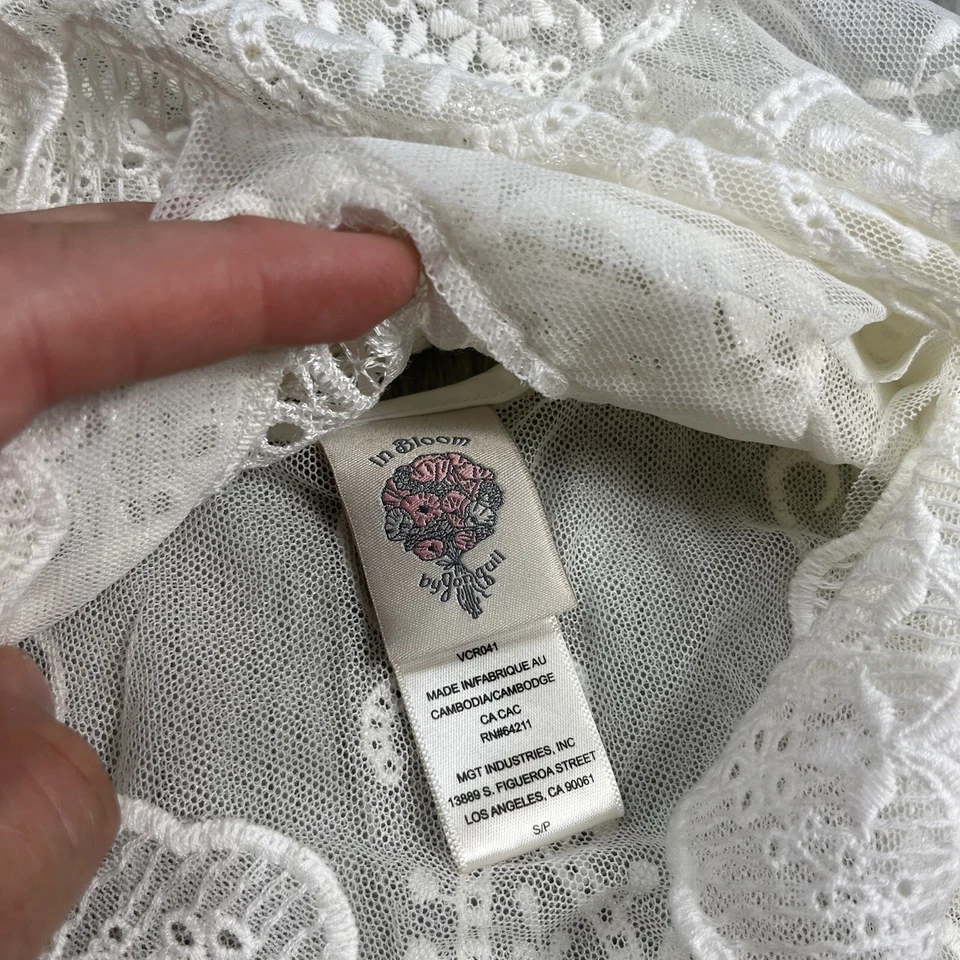 In Bloom
by Jonquil
VCR041
MADE IN/FABRIQUE AU
CAMBODIA/CAMBODGE
CA CAC
RN#64211
MGT INDUSTRIES, INC
13889 S. FIGUEROA STREET
LOS ANGELES, CA 90061
S/P